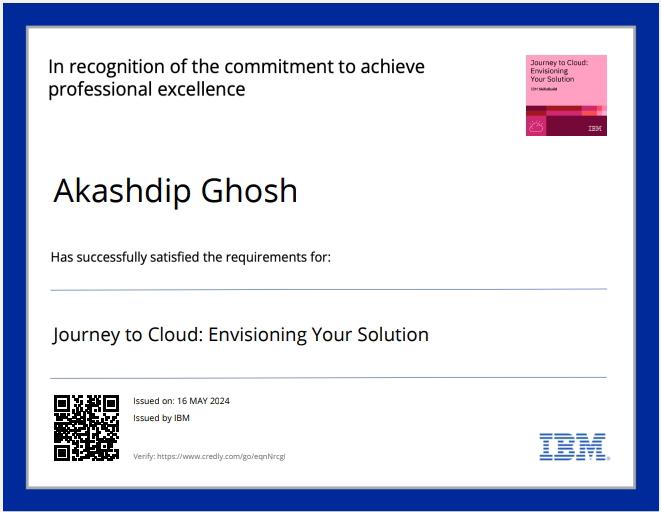 In recognition of the commitment to achieve
professional excellence
Journey to Cloud:
Envisioning
Your Solution
IBM SkillsBuild
IBM
Akashdip Ghosh
Has successfully satisfied the requirements for:
Journey to Cloud: Envisioning Your Solution
Issued on: 16 MAY 2024
Issued by IBM
Verify: https://www.credly.com/go/eqnNrcgI
IBM®